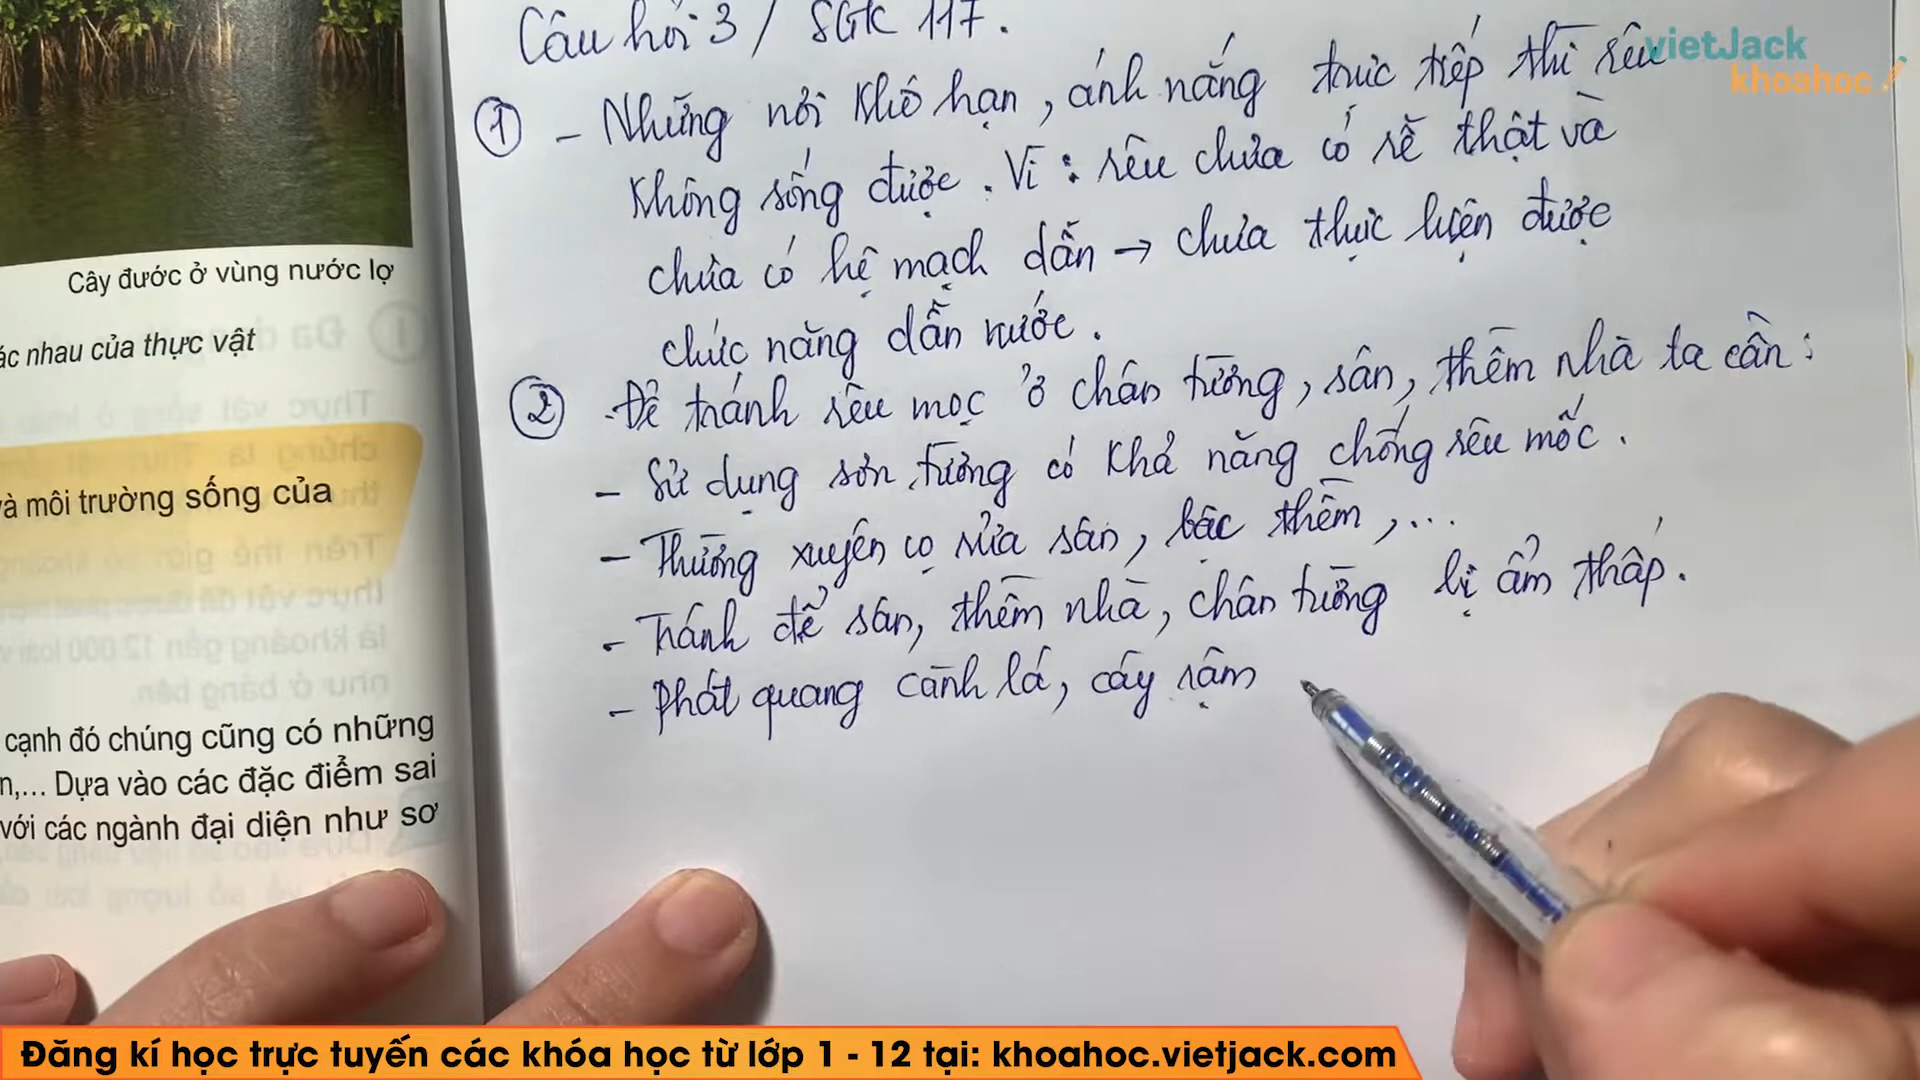 Câu hỏi 3 / SGK 117.
① - Những nơi khô hạn, ánh nắng trực tiếp thì rêu
không sống được. Vì: rêu chưa có rễ thật và
chưa có hệ mạch dẫn → chưa thực hiện được
chức năng dẫn nước.
② Để tránh rêu mọc ở chân tường, sân, thềm nhà ta cần:
- Sử dụng sơn tường có khả năng chống rêu mốc.
- Thường xuyên cọ rửa sân, bậc thềm,...
- Tránh để sân, thềm nhà, chân tường bị ẩm thấp.
- Phát quang cành lá, cây rậm
Cây đước ở vùng nước lợ
ác nhau của thực vật
và môi trường sống của
cạnh đó chúng cũng có những
n,... Dựa vào các đặc điểm sai
với các ngành đại diện như sơ
vietJack
khoahoc
Đăng kí học trực tuyến các khóa học từ lớp 1 - 12 tại: khoahoc.vietjack.com